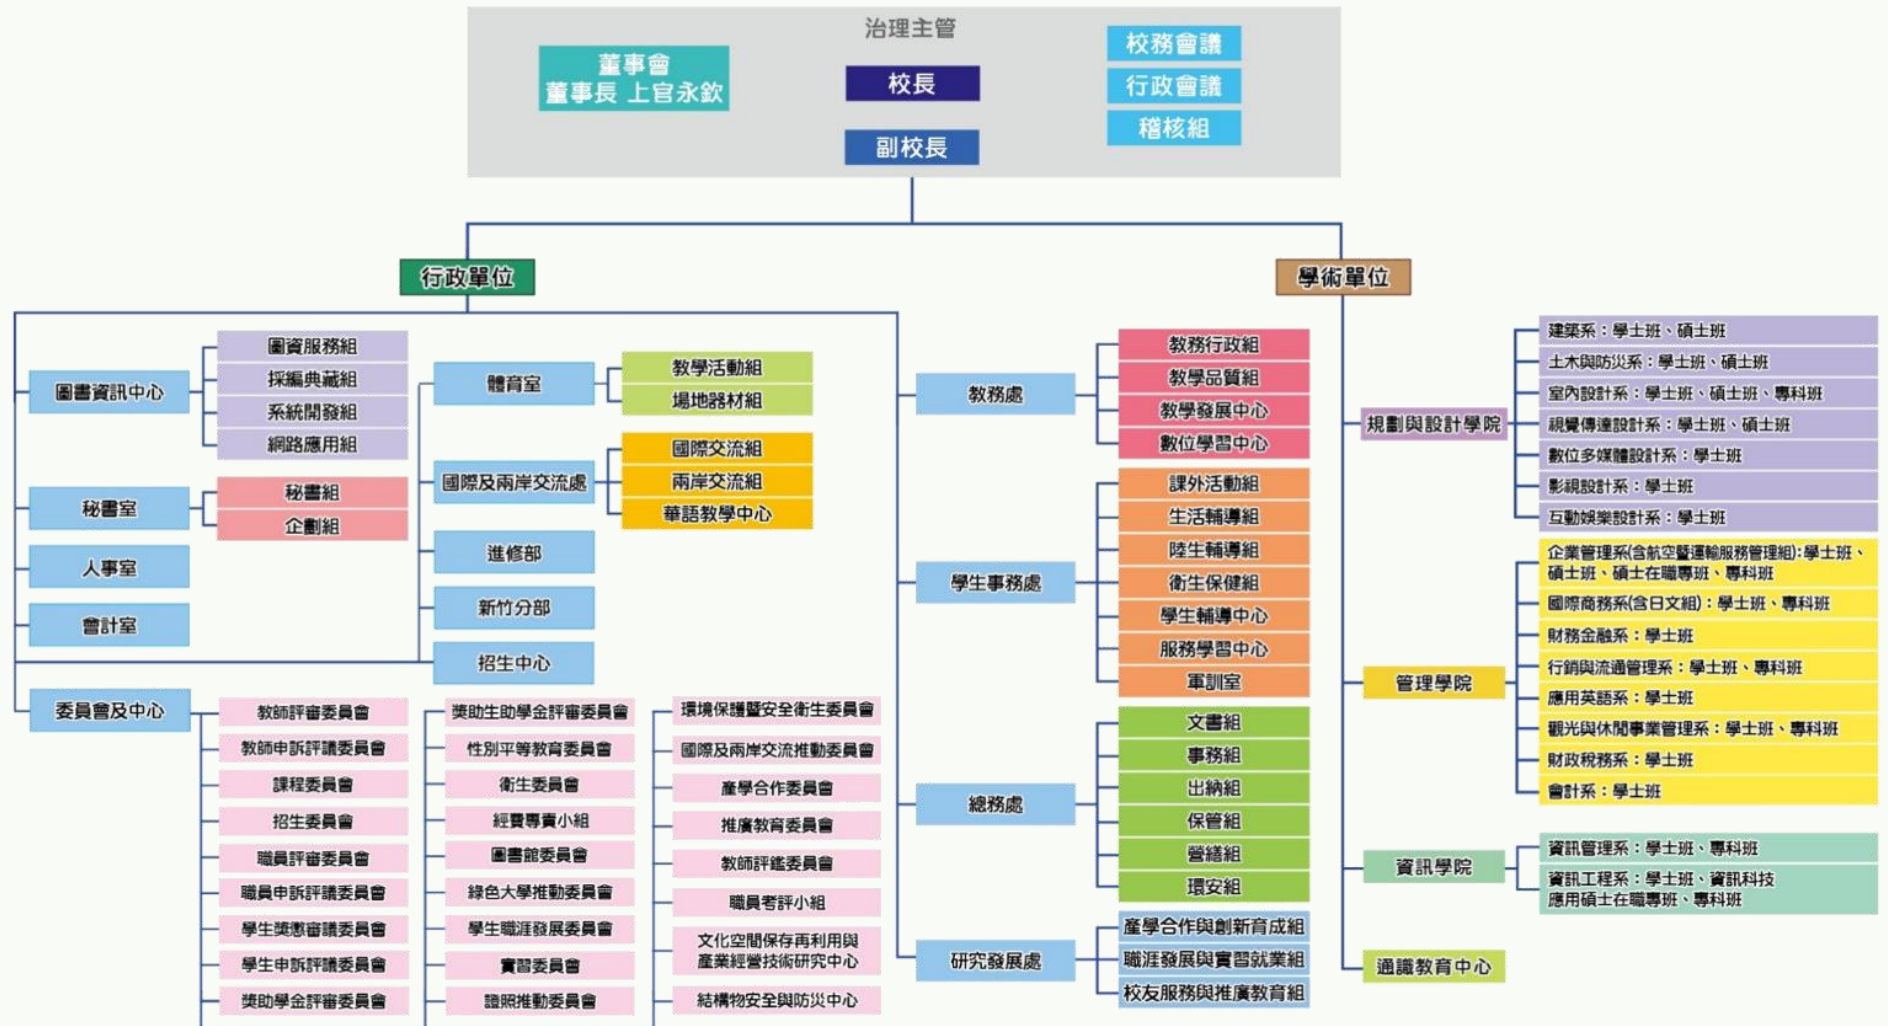 治理主管
董事會
董事長 上官永欽
校長
副校長
校務會議
行政會議
稽核組
行政單位
學術單位
圖書資訊中心
圖資服務組
採編典藏組
系統開發組
網路應用組
秘書室
秘書組
企劃組
人事室
會計室
體育室
教學活動組
場地器材組
國際及兩岸交流處
國際交流組
兩岸交流組
華語教學中心
進修部
新竹分部
招生中心
委員會及中心
教師評審委員會
教師申訴評議委員會
課程委員會
招生委員會
職員評審委員會
職員申訴評議委員會
學生獎懲審議委員會
學生申訴評議委員會
獎助學金評審委員會
獎助生助學金評審委員會
性別平等教育委員會
衛生委員會
經費專責小組
圖書館委員會
綠色大學推動委員會
學生職涯發展委員會
實習委員會
證照推動委員會
環境保護暨安全衛生委員會
國際及兩岸交流推動委員會
產學合作委員會
推廣教育委員會
教師評鑑委員會
職員考評小組
文化空間保存再利用與
產業經營技術研究中心
結構物安全與防災中心
教務處
教務行政組
教學品質組
教學發展中心
數位學習中心
學生事務處
課外活動組
生活輔導組
陸生輔導組
衛生保健組
學生輔導中心
服務學習中心
軍訓室
總務處
文書組
事務組
出納組
保管組
營繕組
環安組
研究發展處
產學合作與創新育成組
職涯發展與實習就業組
校友服務與推廣教育組
規劃與設計學院
建築系：學士班、碩士班
土木與防災系：學士班、碩士班
室內設計系：學士班、碩士班、專科班
視覺傳達設計系：學士班、碩士班
數位多媒體設計系：學士班
影視設計系：學士班
互動娛樂設計系：學士班
管理學院
企業管理系(含航空暨運輸服務管理組)：學士班、
碩士班、碩士在職專班、專科班
國際商務系(含日文組)：學士班、專科班
財務金融系：學士班
行銷與流通管理系：學士班、專科班
應用英語系：學士班
觀光與休閒事業管理系：學士班、專科班
財政稅務系：學士班
會計系：學士班
資訊學院
資訊管理系：學士班、專科班
資訊工程系：學士班、資訊科技
應用碩士在職專班、專科班
通識教育中心